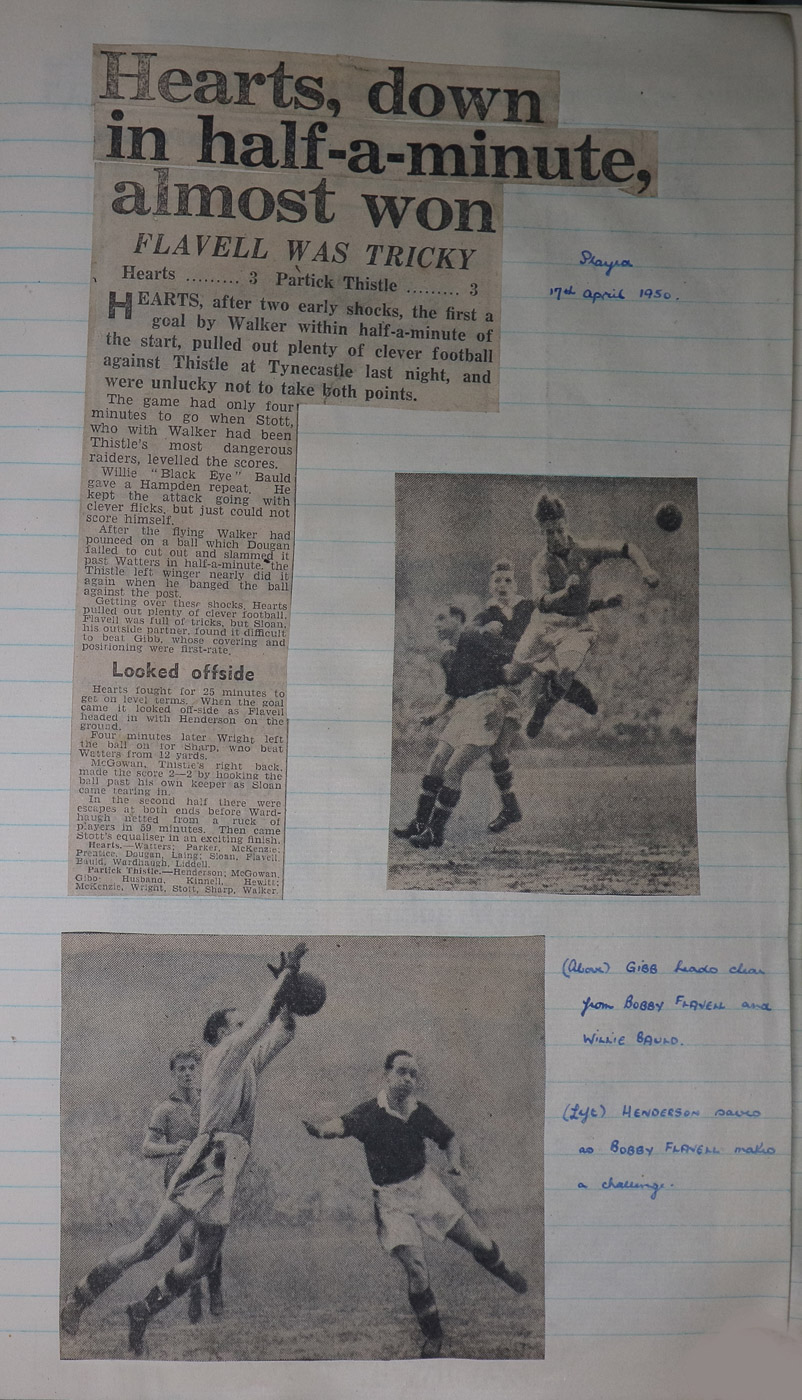 Hearts, down
in half-a-minute,
almost won
FLAVELL WAS TRICKY
Hearts ......... 3 Partick Thistle ......... 3
HEARTS, after two early shocks, the first a
goal by Walker within half-a-minute of
the start, pulled out plenty of clever football
against Thistle at Tynecastle last night, and
were unlucky not to take both points.
The game had only four
minutes to go when Stott,
who with Walker had been
Thistle's most dangerous
raiders, levelled the scores.
Willie "Black Eye" Bauld
gave a Hampden repeat. He
kept the attack going with
clever flicks, but just could not
score himself.
After the flying Walker had
pounced on a ball which Dougan
failed to cut out and slammed it
past Watters in half-a-minute, the
Thistle left winger nearly did it
again when he banged the ball
against the post.
Getting over these shocks, Hearts
pulled out plenty of clever football.
Flavell was full of tricks, but Sloan,
his outside partner, found it difficult
to beat Gibb, whose covering and
positioning were first-rate.
Looked offside
Hearts fought for 25 minutes to
get on level terms. When the goal
came it looked off-side as Flavell
headed in with Henderson on the
ground.
Four minutes later Wright left
the ball on for Sharp, who beat
Watters from 12 yards.
McGowan, Thistle's right back,
made the score 2—2 by hooking the
ball past his own keeper as Sloan
came tearing in.
In the second half there were
escapes at both ends before Ward-
haugh netted from a ruck of
players in 59 minutes. Then came
Stott's equaliser in an exciting finish.
Hearts.—Watters; Parker, McKenzie;
Prentice, Dougan, Laing; Sloan, Flavell,
Bauld, Wardhaugh, Liddell.
Partick Thistle.—Henderson; McGowan,
Gibb; Husband, Kinnell, Hewitt;
McKenzie, Wright, Stott, Sharp, Walker.
Played
17th April 1950.
(Above) GIBB heads clear
from BOBBY FLAVELL and
WILLIE BAULD.
(Left) HENDERSON saves
as BOBBY FLAVELL makes
a challenge.